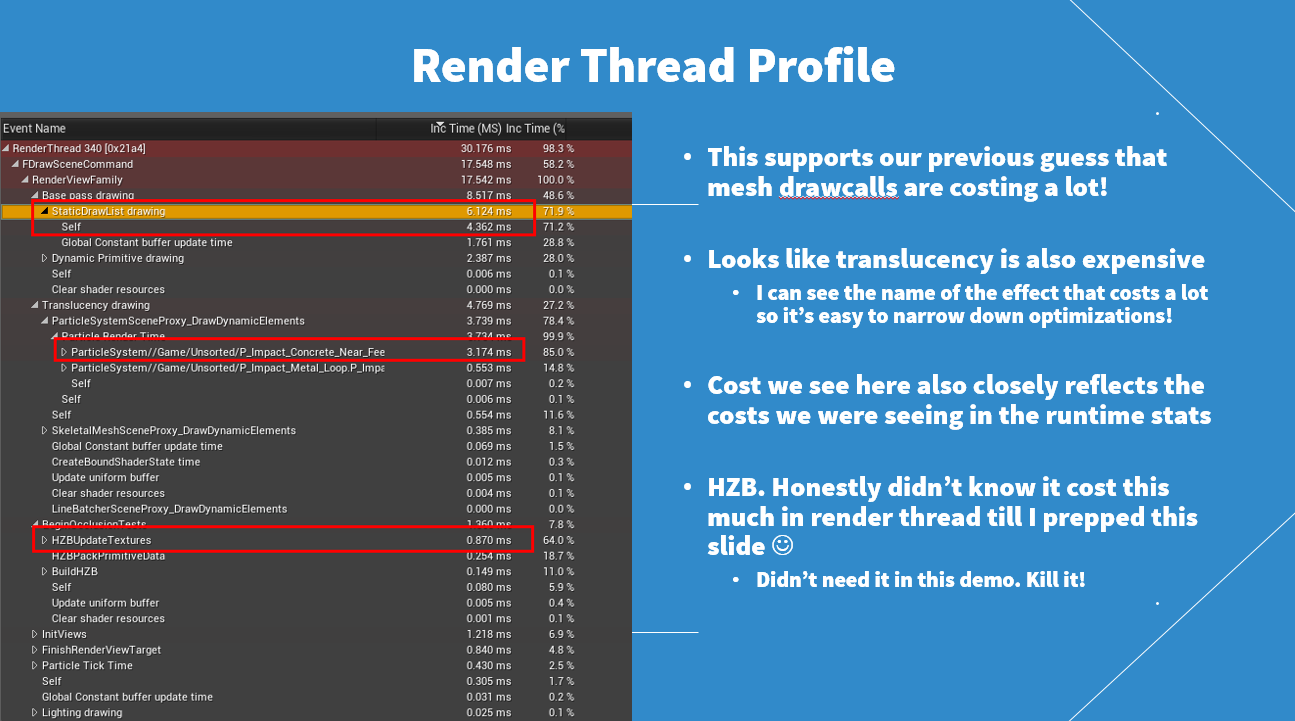 Render Thread Profile
Event Name Inc Time (MS) Inc Time (%
RenderThread 340 [0x21a4] 30.176 ms 98.3 %
FDrawSceneCommand 17.548 ms 58.2 %
RenderViewFamily 17.542 ms 100.0 %
Base pass drawing 8.517 ms 48.6 %
StaticDrawList drawing 6.124 ms 71.9 %
Self 4.362 ms 71.2 %
Global Constant buffer update time 1.761 ms 28.8 %
Dynamic Primitive drawing 2.387 ms 28.0 %
Self 0.006 ms 0.1 %
Clear shader resources 0.000 ms 0.0 %
Translucency drawing 4.769 ms 27.2 %
ParticleSystemSceneProxy_DrawDynamicElements 3.739 ms 78.4 %
Particle Render Time 3.734 ms 99.9 %
ParticleSystem//Game/Unsorted/P_Impact_Concrete_Near_Fee 3.174 ms 85.0 %
ParticleSystem//Game/Unsorted/P_Impact_Metal_Loop.P_Impa 0.553 ms 14.8 %
Self 0.007 ms 0.2 %
Self 0.006 ms 0.1 %
Self 0.554 ms 11.6 %
SkeletalMeshSceneProxy_DrawDynamicElements 0.385 ms 8.1 %
Global Constant buffer update time 0.069 ms 1.5 %
CreateBoundShaderState time 0.012 ms 0.3 %
Update uniform buffer 0.005 ms 0.1 %
Clear shader resources 0.004 ms 0.1 %
LineBatcherSceneProxy_DrawDynamicElements 0.000 ms 0.0 %
BeginOcclusionTests 1.360 ms 7.8 %
HZBUpdateTextures 0.870 ms 64.0 %
HZBPackPrimitiveData 0.254 ms 18.7 %
BuildHZB 0.149 ms 11.0 %
Self 0.080 ms 5.9 %
Update uniform buffer 0.005 ms 0.4 %
Clear shader resources 0.001 ms 0.1 %
InitViews 1.218 ms 6.9 %
FinishRenderViewTarget 0.840 ms 4.8 %
Particle Tick Time 0.430 ms 2.5 %
Self 0.305 ms 1.7 %
Global Constant buffer update time 0.031 ms 0.2 %
Lighting drawing 0.025 ms 0.1 %
• This supports our previous guess that
mesh drawcalls are costing a lot!
• Looks like translucency is also expensive
• I can see the name of the effect that costs a lot
so it's easy to narrow down optimizations!
• Cost we see here also closely reflects the
costs we were seeing in the runtime stats
• HZB. Honestly didn't know it cost this
much in render thread till I prepped this
slide ☺
• Didn't need it in this demo. Kill it!